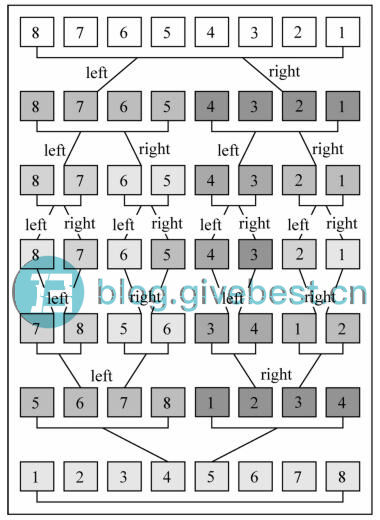 8 7 6 5 4 3 2 1
left right
8 7 6 5 4 3 2 1
left right left right
8 7 6 5 4 3 2 1
left right left right left right left right
8 7 6 5 4 3 2 1
blog.givebest.cn
left right left right
7 8 5 6 3 4 1 2
left right
5 6 7 8 1 2 3 4
1 2 3 4 5 6 7 8